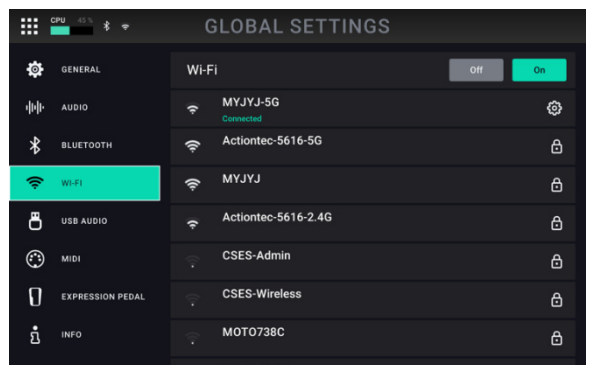 CPU 45 %
GLOBAL SETTINGS
GENERAL
AUDIO
BLUETOOTH
WI-FI
USB AUDIO
MIDI
EXPRESSION PEDAL
INFO
Wi-Fi
Off
On
MYJYJ-5G
Connected
Actiontec-5616-5G
MYJYJ
Actiontec-5616-2.4G
CSES-Admin
CSES-Wireless
MOTO738C